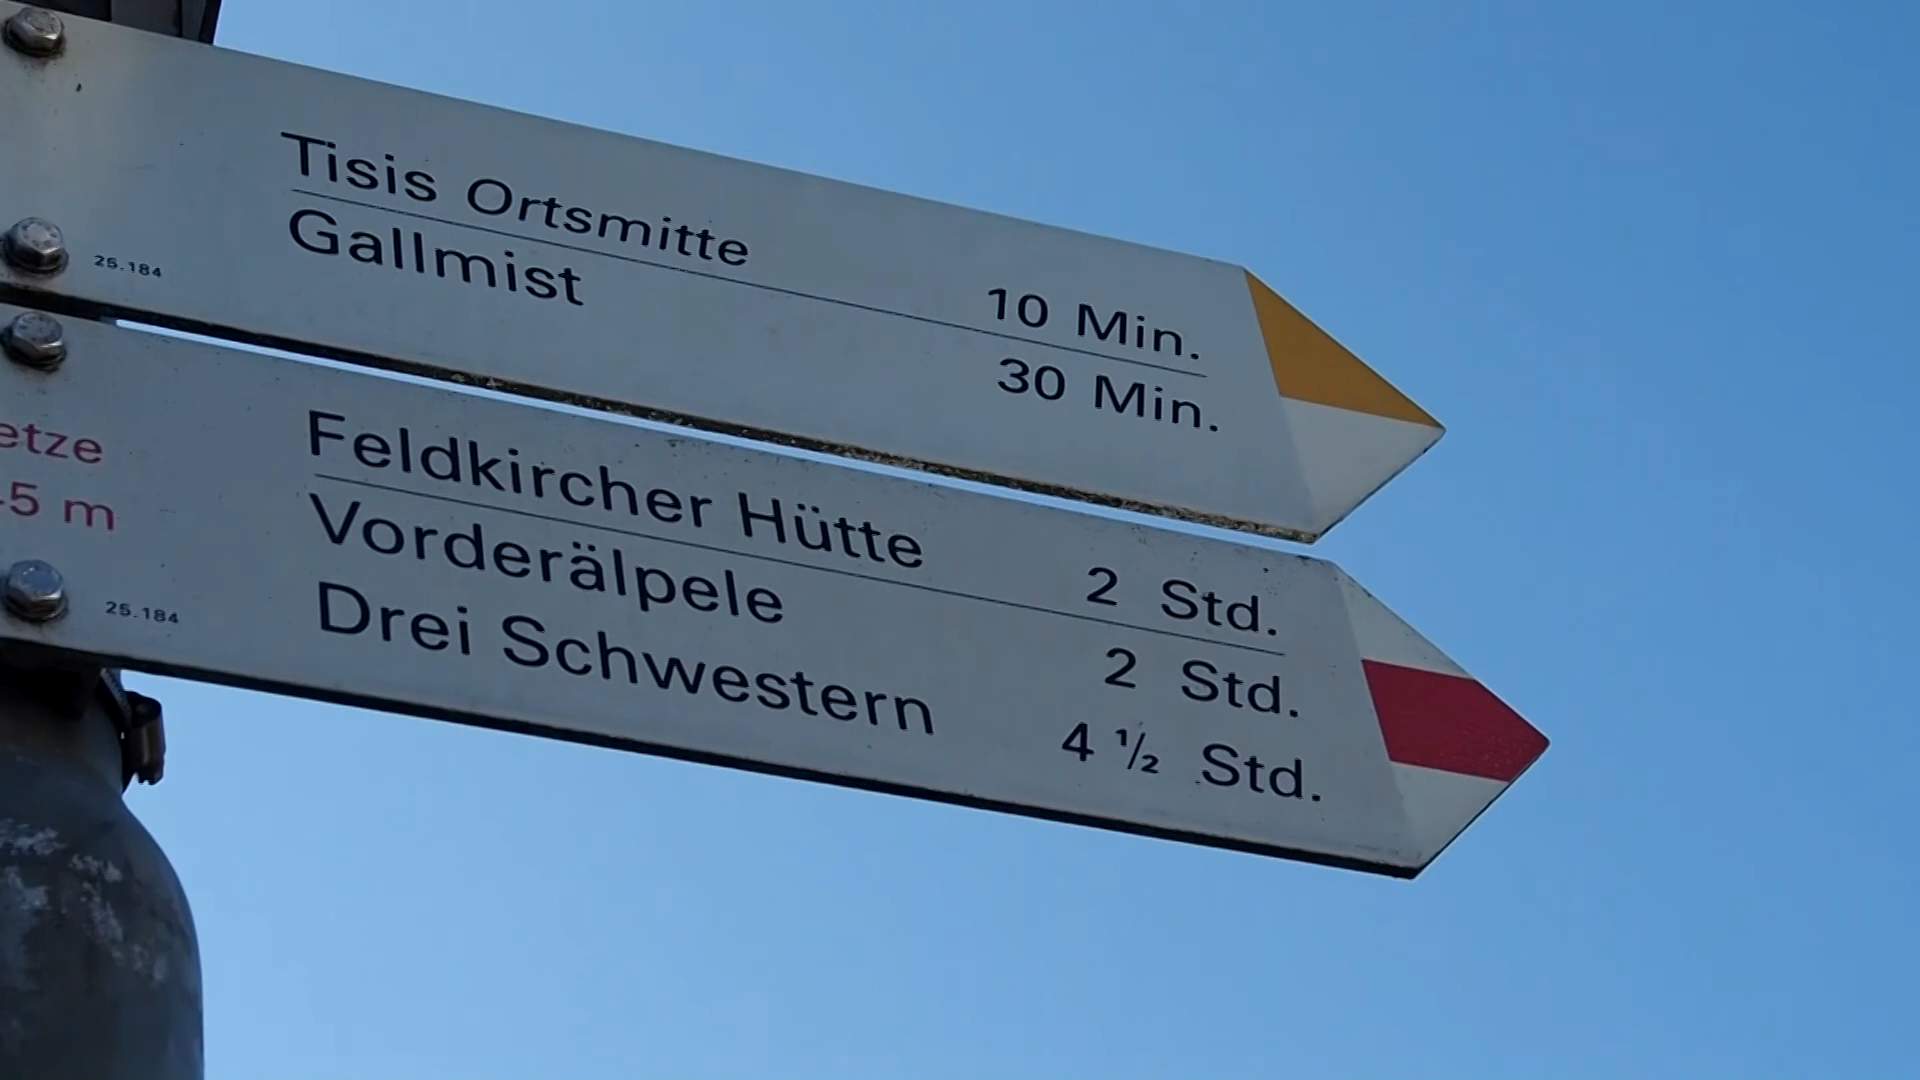 Tisis Ortsmitte 10 Min.
Gallmist 30 Min.
25.184
etze
5 m
Feldkircher Hütte 2 Std.
Vorderälpele 2 Std.
Drei Schwestern 4 ½ Std.
25.184